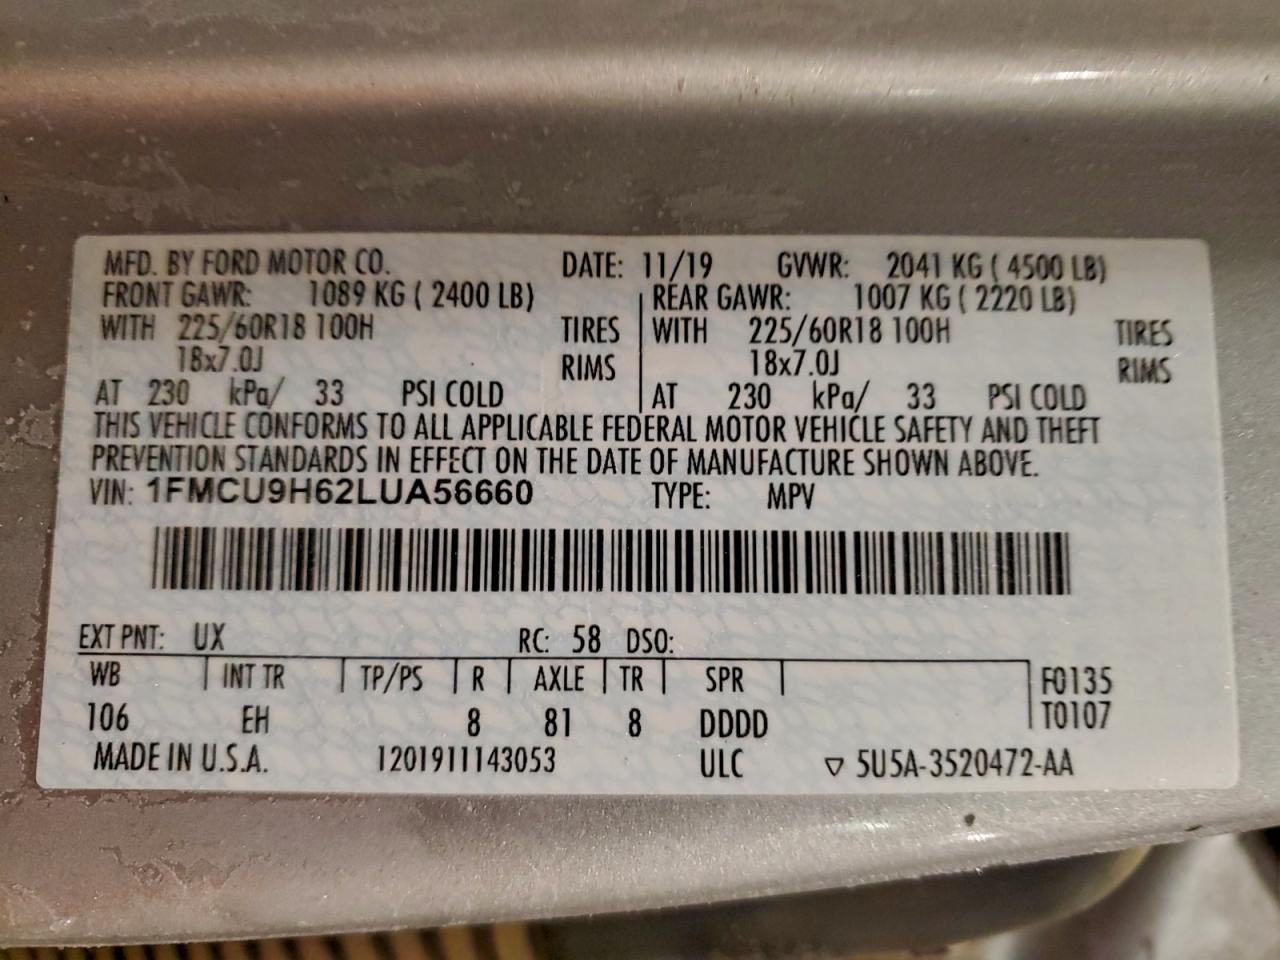 MFD. BY FORD MOTOR CO. DATE: 11/19 GVWR: 2041 KG ( 4500 LB)
FRONT GAWR: 1089 KG ( 2400 LB) REAR GAWR: 1007 KG ( 2220 LB)
WITH 225/60R18 100H TIRES WITH 225/60R18 100H TIRES
18x7.0J RIMS 18x7.0J RIMS
AT 230 kPa/ 33 PSI COLD AT 230 kPa/ 33 PSI COLD
THIS VEHICLE CONFORMS TO ALL APPLICABLE FEDERAL MOTOR VEHICLE SAFETY AND THEFT
PREVENTION STANDARDS IN EFFECT ON THE DATE OF MANUFACTURE SHOWN ABOVE.
VIN: 1FMCU9H62LUA56660 TYPE: MPV
EXT PNT: UX RC: 58 DSO:
WB INT TR TP/PS R AXLE TR SPR F0135
106 EH 8 81 8 DDDD T0107
MADE IN U.S.A. 1201911143053 ULC ▽ 5U5A-3520472-AA